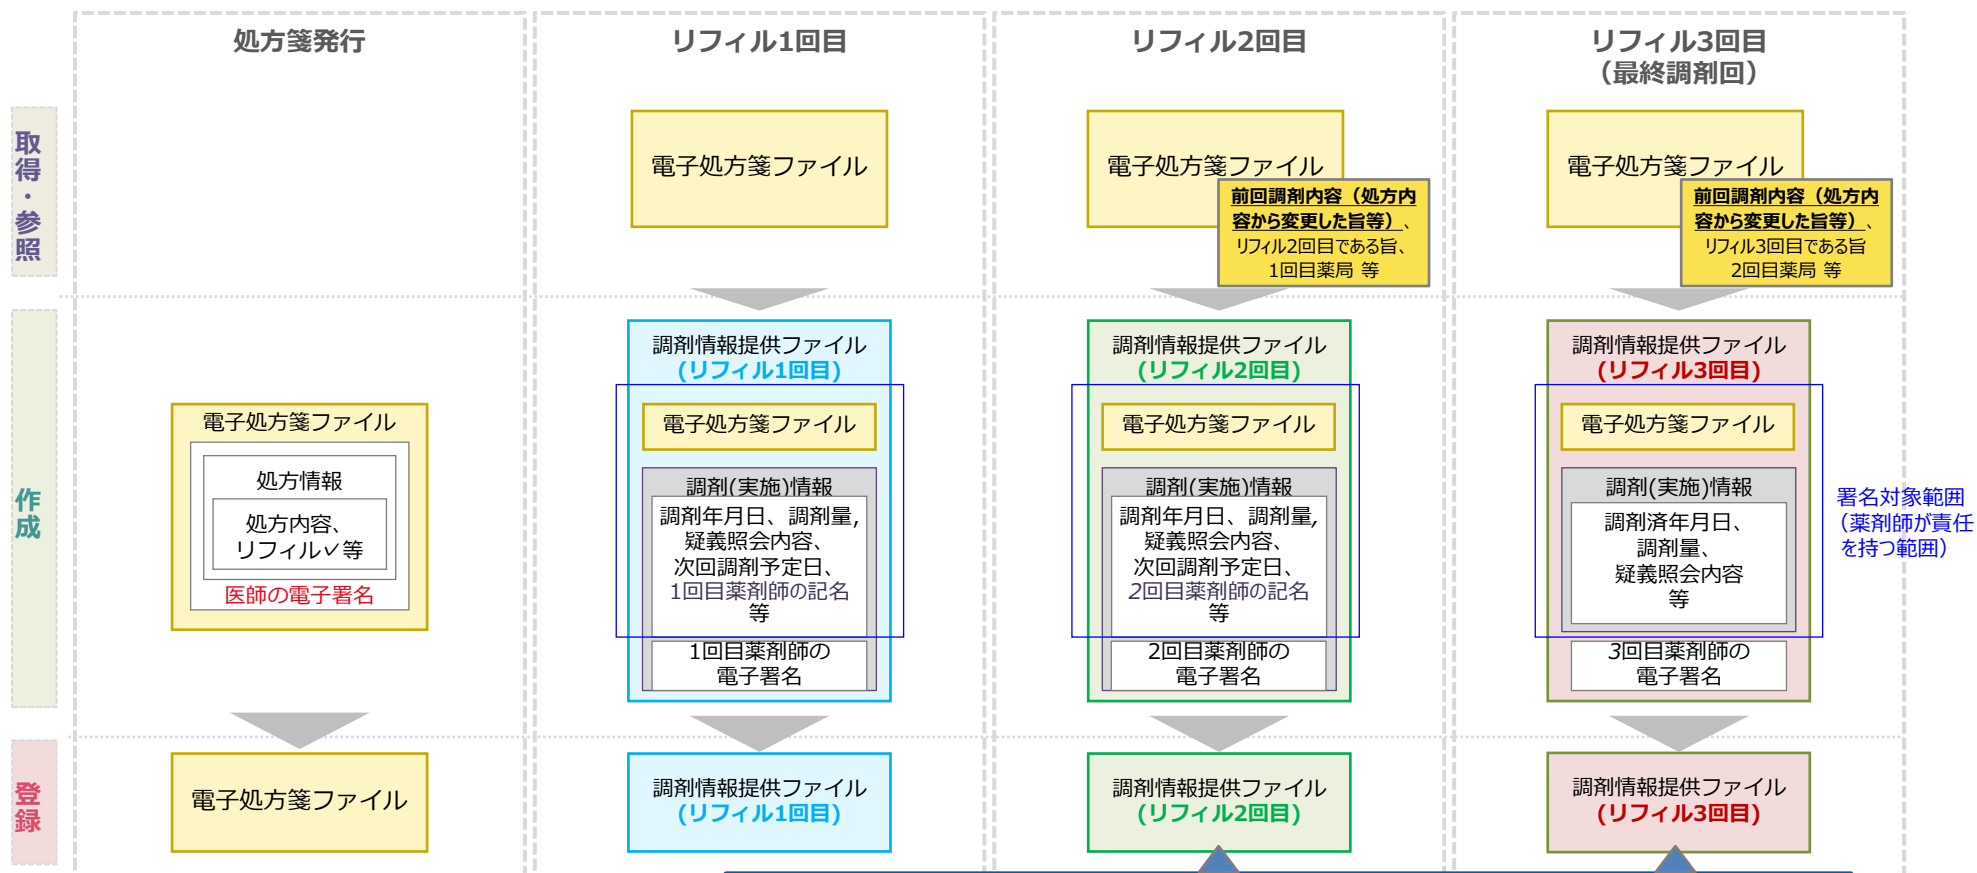 処方箋発行
リフィル1回目
リフィル2回目
リフィル3回目
（最終調剤回）
取得・参照
電子処方箋ファイル
電子処方箋ファイル
前回調剤内容（処方内
容から変更した旨等）、
リフィル2回目である旨、
1回目薬局 等
電子処方箋ファイル
前回調剤内容（処方内
容から変更した旨等）、
リフィル3回目である旨
2回目薬局 等
作成
電子処方箋ファイル
処方情報
処方内容、
リフィル✓等
医師の電子署名
調剤情報提供ファイル
(リフィル1回目)
電子処方箋ファイル
調剤(実施)情報
調剤年月日、調剤量,
疑義照会内容、
次回調剤予定日、
1回目薬剤師の記名
等
1回目薬剤師の
電子署名
調剤情報提供ファイル
(リフィル2回目)
電子処方箋ファイル
調剤(実施)情報
調剤年月日、調剤量,
疑義照会内容、
次回調剤予定日、
2回目薬剤師の記名
等
2回目薬剤師の
電子署名
調剤情報提供ファイル
(リフィル3回目)
電子処方箋ファイル
調剤(実施)情報
調剤済年月日、
調剤量、
疑義照会内容
等
3回目薬剤師の
電子署名
署名対象範囲
（薬剤師が責任
を持つ範囲）
登録
電子処方箋ファイル
調剤情報提供ファイル
(リフィル1回目)
調剤情報提供ファイル
(リフィル2回目)
調剤情報提供ファイル
(リフィル3回目)